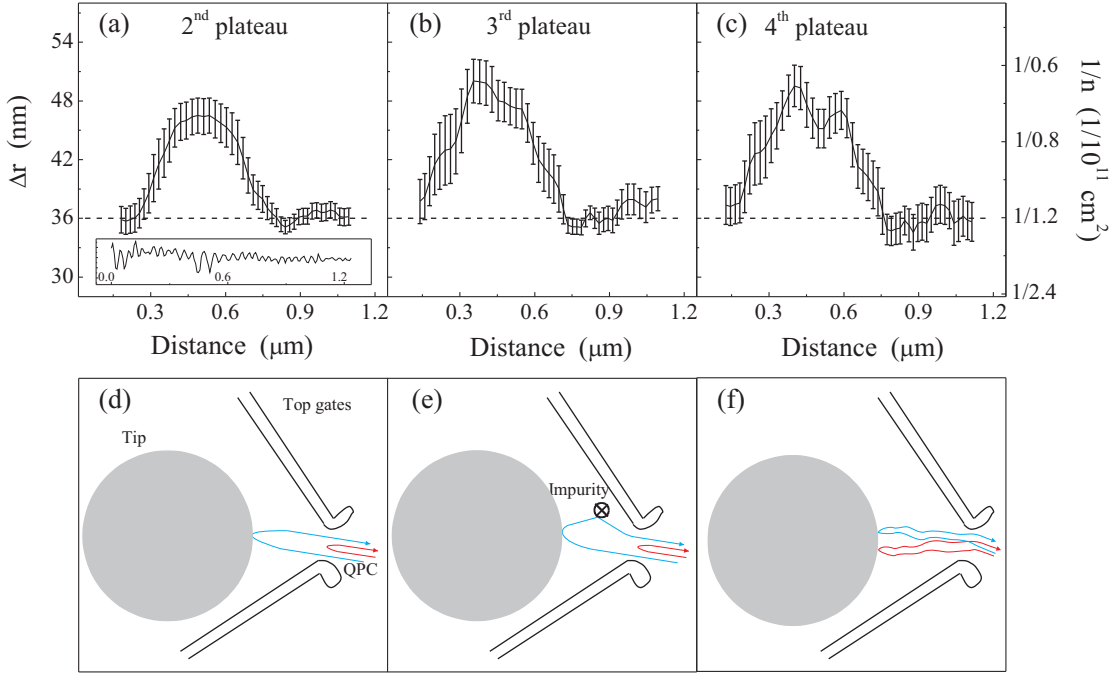 (a) 2nd plateau
(b) 3rd plateau
(c) 4th plateau
54
48
42
36
30
Δr (nm)
1/0.6
1/0.8
1/1.2
1/2.4
1/n (1/10^11 cm^2)
0.0 0.6 1.2
0.3 0.6 0.9 1.2
0.3 0.6 0.9
0.3 0.6 0.9 1.2
Distance (μm)
Distance (μm)
Distance (μm)
(d)
Top gates
Tip
QPC
(e)
Impurity
(f)